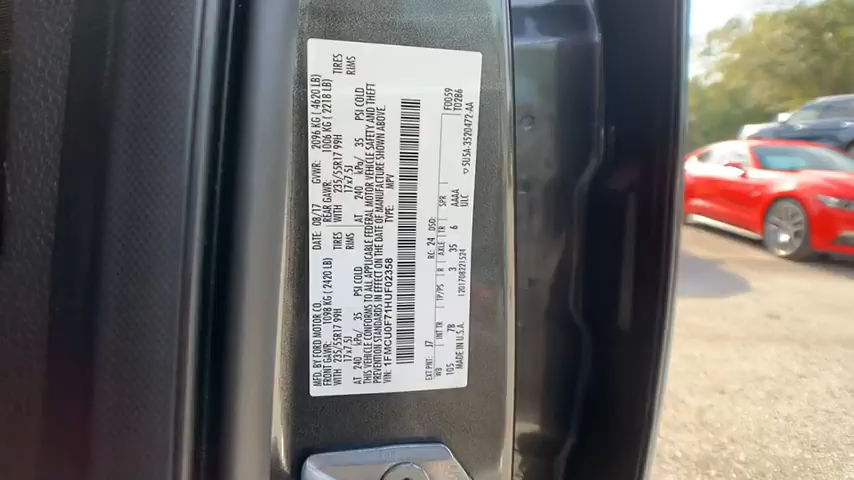 MFD. BY FORD MOTOR CO. DATE: 08/17 GVWR: 2096 KG ( 4620 LB)
FRONT GAWR: 1098 KG ( 2420 LB) REAR GAWR: 1006 KG ( 2218 LB)
WITH 235/55R17 99H TIRES WITH 235/55R17 99H TIRES
17x7.5J RIMS 17x7.5J RIMS
AT 240 kPa/ 35 PSI COLD AT 240 kPa/ 35 PSI COLD
THIS VEHICLE CONFORMS TO ALL APPLICABLE FEDERAL MOTOR VEHICLE SAFETY AND THEFT
PREVENTION STANDARDS IN EFFECT ON THE DATE OF MANUFACTURE SHOWN ABOVE.
VIN: 1FMCU0F71HUF02358 TYPE: MPV
F0059
EXT PNT: J7 RC: 24 DSO: T0286
WB INT TR TP/PS R AXLE TR SPR
105 7B 3 35 6 AAAA
MADE IN U.S.A. 1201708221524 ULC
5U5A-3520472-AA